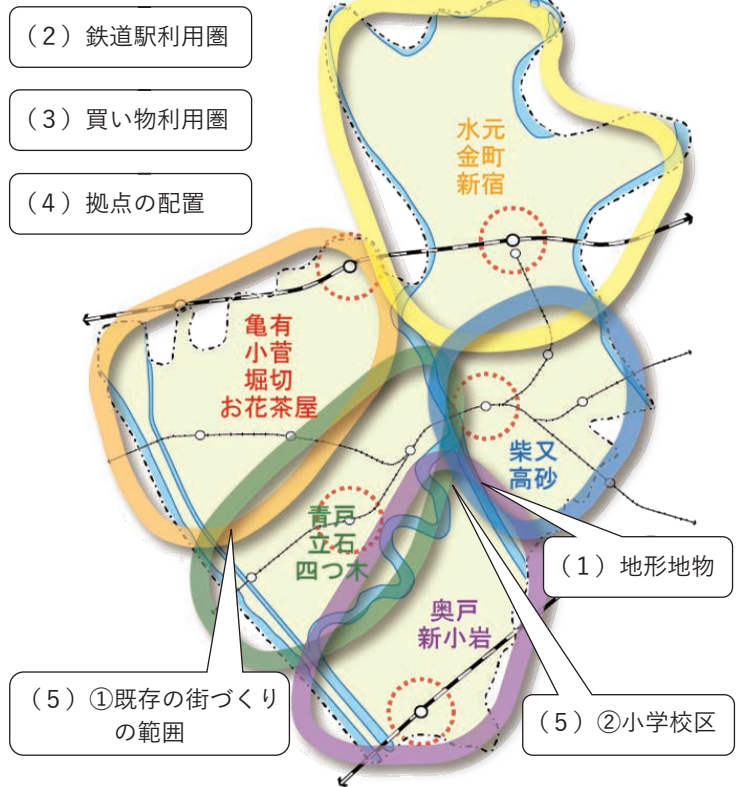 （２）鉄道駅利用圏
（３）買い物利用圏
（４）拠点の配置
水元
金町
新宿
亀有
小菅
堀切
お花茶屋
柴又
高砂
青戸
立石
四つ木
（１）地形地物
奥戸
新小岩
（５）①既存の街づくり
の範囲
（５）②小学校区